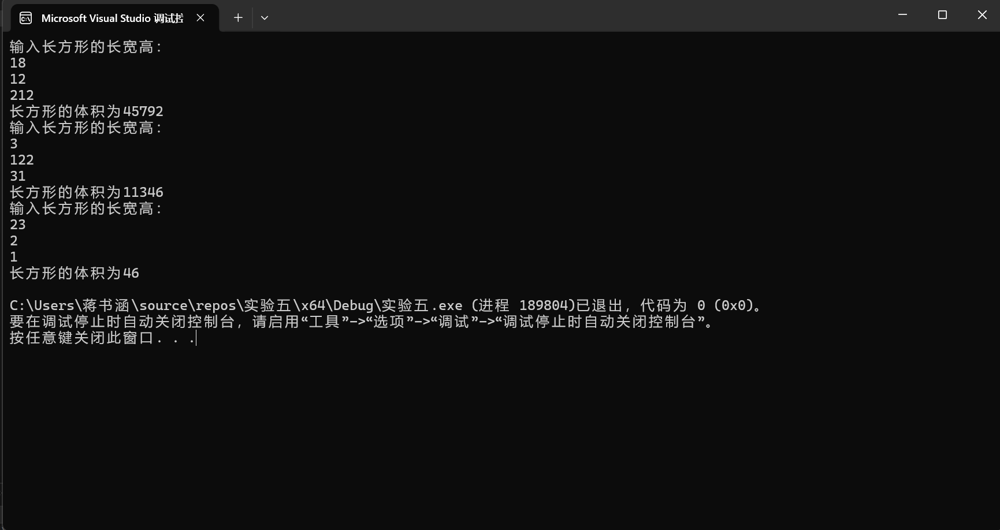 Microsoft Visual Studio 调试控
输入长方形的长宽高：
18
12
212
长方形的体积为45792
输入长方形的长宽高：
3
122
31
长方形的体积为11346
输入长方形的长宽高：
23
2
1
长方形的体积为46
C:\Users\蒋书涵\source\repos\实验五\x64\Debug\实验五.exe (进程 189804)已退出，代码为 0 (0x0)。
要在调试停止时自动关闭控制台，请启用“工具”->“选项”->“调试”->“调试停止时自动关闭控制台”。
按任意键关闭此窗口. . .